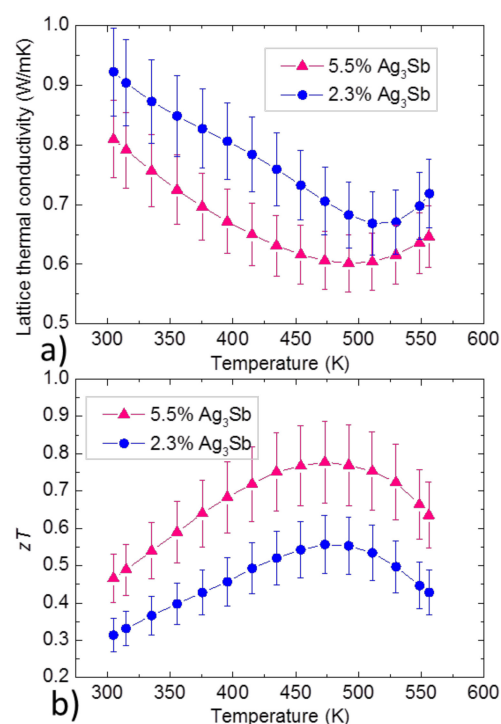 1.0
0.9
0.8
0.7
0.6
0.5
Lattice thermal conductivity (W/mK)
5.5% Ag₃Sb
2.3% Ag₃Sb
300 350 400 450 500 550 600
Temperature (K)
a)
1.0
0.9
0.8
0.7
0.6
0.5
0.4
0.3
0.2
zT
5.5% Ag₃Sb
2.3% Ag₃Sb
300 350 400 450 500 550 600
Temperature (K)
b)